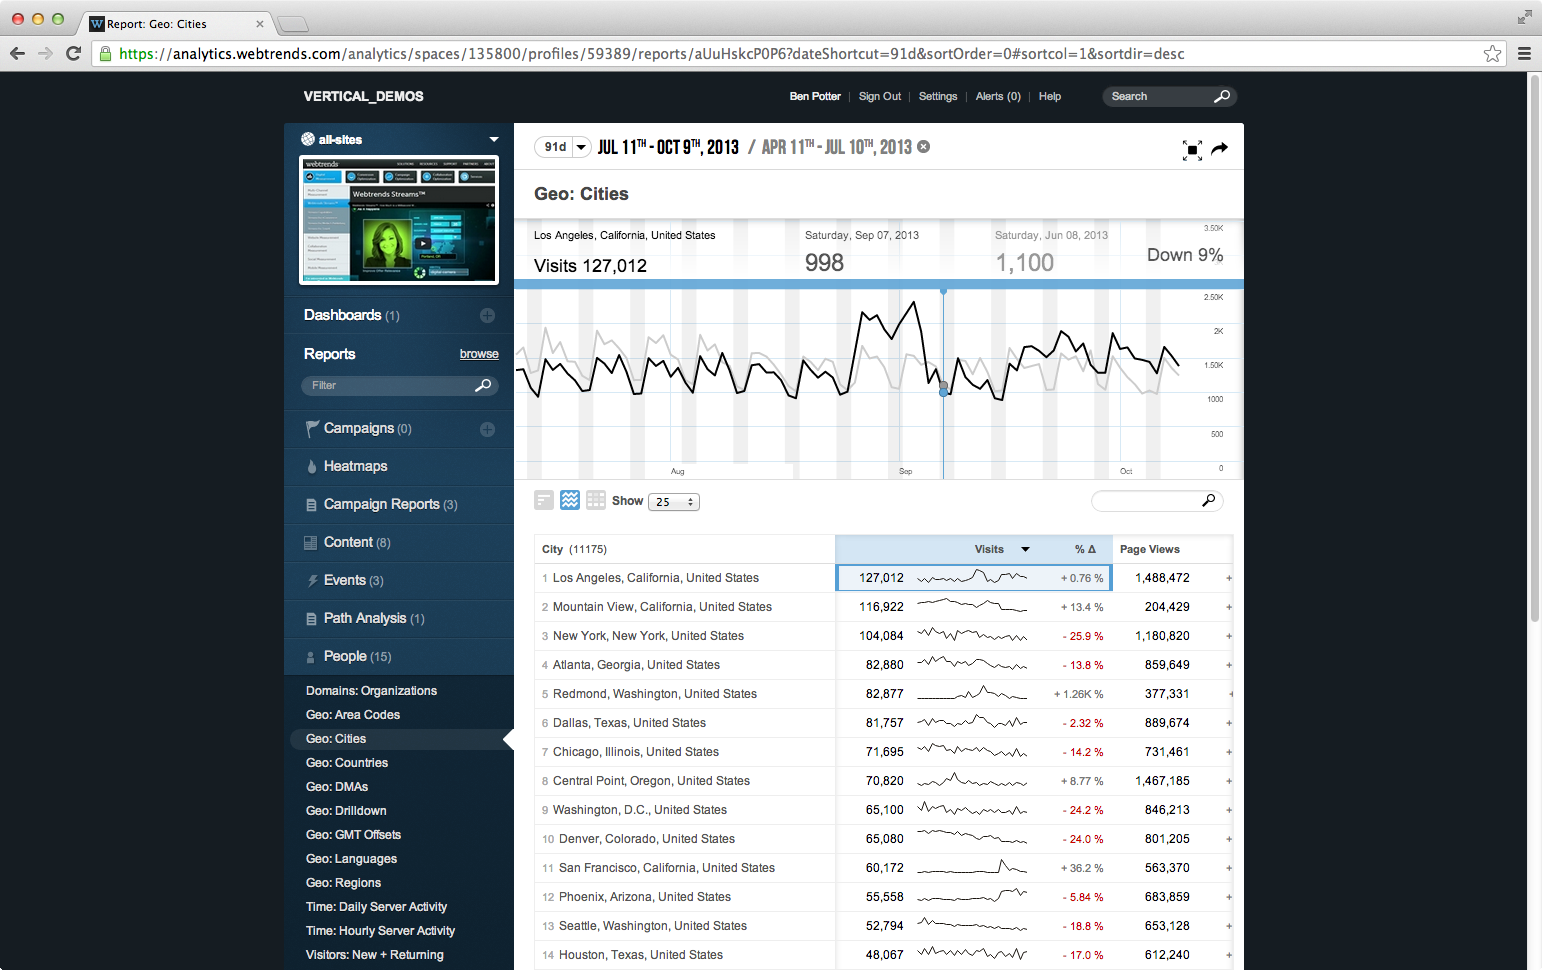 Report: Geo: Cities
https://analytics.webtrends.com/analytics/spaces/135800/profiles/59389/reports/aUuHskcP0P6?dateShortcut=91d&sortOrder=0#sortcol=1&sortdir=desc
VERTICAL_DEMOS
Ben Potter | Sign Out | Settings | Alerts (0) | Help
Search
all-sites
webtrends
Webtrends Streams™
Dashboards (1)
Reports browse
Filter
Campaigns (0)
Heatmaps
Campaign Reports (3)
Content (8)
Events (3)
Path Analysis (1)
People (15)
Domains: Organizations
Geo: Area Codes
Geo: Cities
Geo: Countries
Geo: DMAs
Geo: Drilldown
Geo: GMT Offsets
Geo: Languages
Geo: Regions
Time: Daily Server Activity
Time: Hourly Server Activity
Visitors: New + Returning
91d JUL 11TH - OCT 9TH, 2013 / APR 11TH - JUL 10TH, 2013
Geo: Cities
Los Angeles, California, United States Saturday, Sep 07, 2013 Saturday, Jun 08, 2013
Visits 127,012 998 1,100 Down 9%
3.50K
2.50K
2K
1.50K
1000
500
0
Aug Sep Oct
Show 25
City (11175) Visits % Δ Page Views
1 Los Angeles, California, United States 127,012 + 0.76 % 1,488,472 +
2 Mountain View, California, United States 116,922 + 13.4 % 204,429 +
3 New York, New York, United States 104,084 - 25.9 % 1,180,820 +
4 Atlanta, Georgia, United States 82,880 - 13.8 % 859,649 +
5 Redmond, Washington, United States 82,877 + 1.26K % 377,331 +
6 Dallas, Texas, United States 81,757 - 2.32 % 889,674 +
7 Chicago, Illinois, United States 71,695 - 14.2 % 731,461 +
8 Central Point, Oregon, United States 70,820 + 8.77 % 1,467,185 +
9 Washington, D.C., United States 65,100 - 24.2 % 846,213 +
10 Denver, Colorado, United States 65,080 - 24.0 % 801,205 +
11 San Francisco, California, United States 60,172 + 36.2 % 563,370 +
12 Phoenix, Arizona, United States 55,558 - 5.84 % 683,859 +
13 Seattle, Washington, United States 52,794 - 18.8 % 653,128 +
14 Houston, Texas, United States 48,067 - 17.0 % 612,240 +